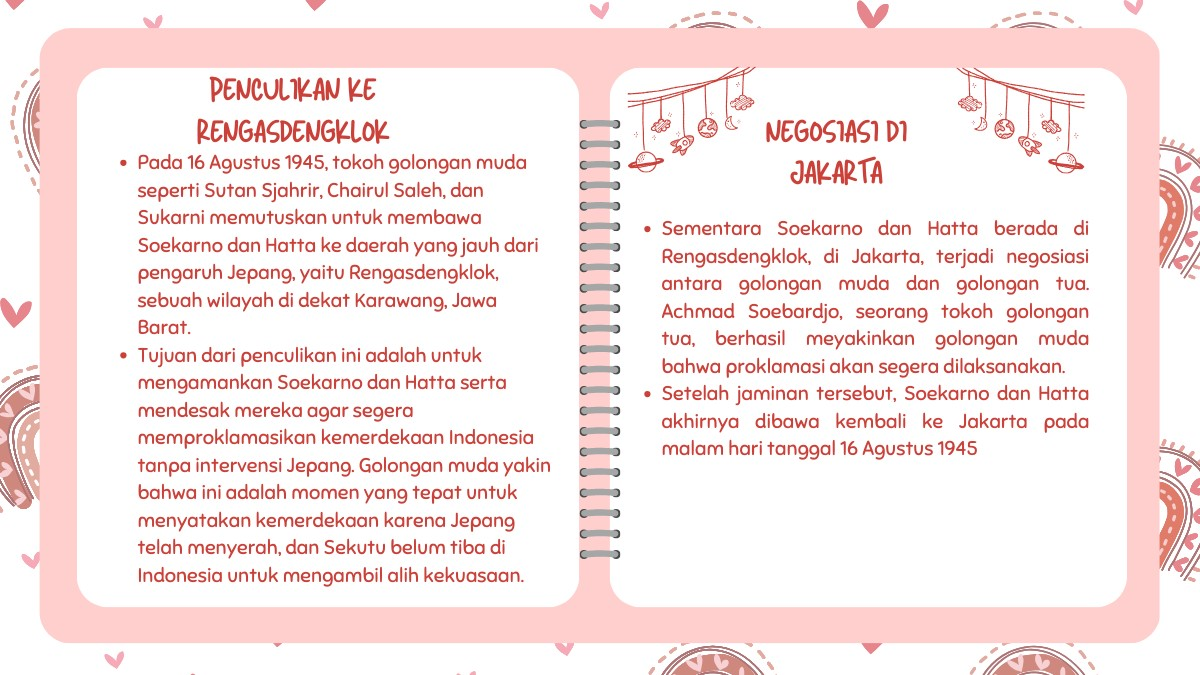 PENCULIKAN KE
RENGASDENGKLOK
• Pada 16 Agustus 1945, tokoh golongan muda
seperti Sutan Sjahrir, Chairul Saleh, dan
Sukarni memutuskan untuk membawa
Soekarno dan Hatta ke daerah yang jauh dari
pengaruh Jepang, yaitu Rengasdengklok,
sebuah wilayah di dekat Karawang, Jawa
Barat.
• Tujuan dari penculikan ini adalah untuk
mengamankan Soekarno dan Hatta serta
mendesak mereka agar segera
memproklamasikan kemerdekaan Indonesia
tanpa intervensi Jepang. Golongan muda yakin
bahwa ini adalah momen yang tepat untuk
menyatakan kemerdekaan karena Jepang
telah menyerah, dan Sekutu belum tiba di
Indonesia untuk mengambil alih kekuasaan.
NEGOSIASI DI
JAKARTA
• Sementara Soekarno dan Hatta berada di
Rengasdengklok, di Jakarta, terjadi negosiasi
antara golongan muda dan golongan tua.
Achmad Soebardjo, seorang tokoh golongan
tua, berhasil meyakinkan golongan muda
bahwa proklamasi akan segera dilaksanakan.
• Setelah jaminan tersebut, Soekarno dan Hatta
akhirnya dibawa kembali ke Jakarta pada
malam hari tanggal 16 Agustus 1945